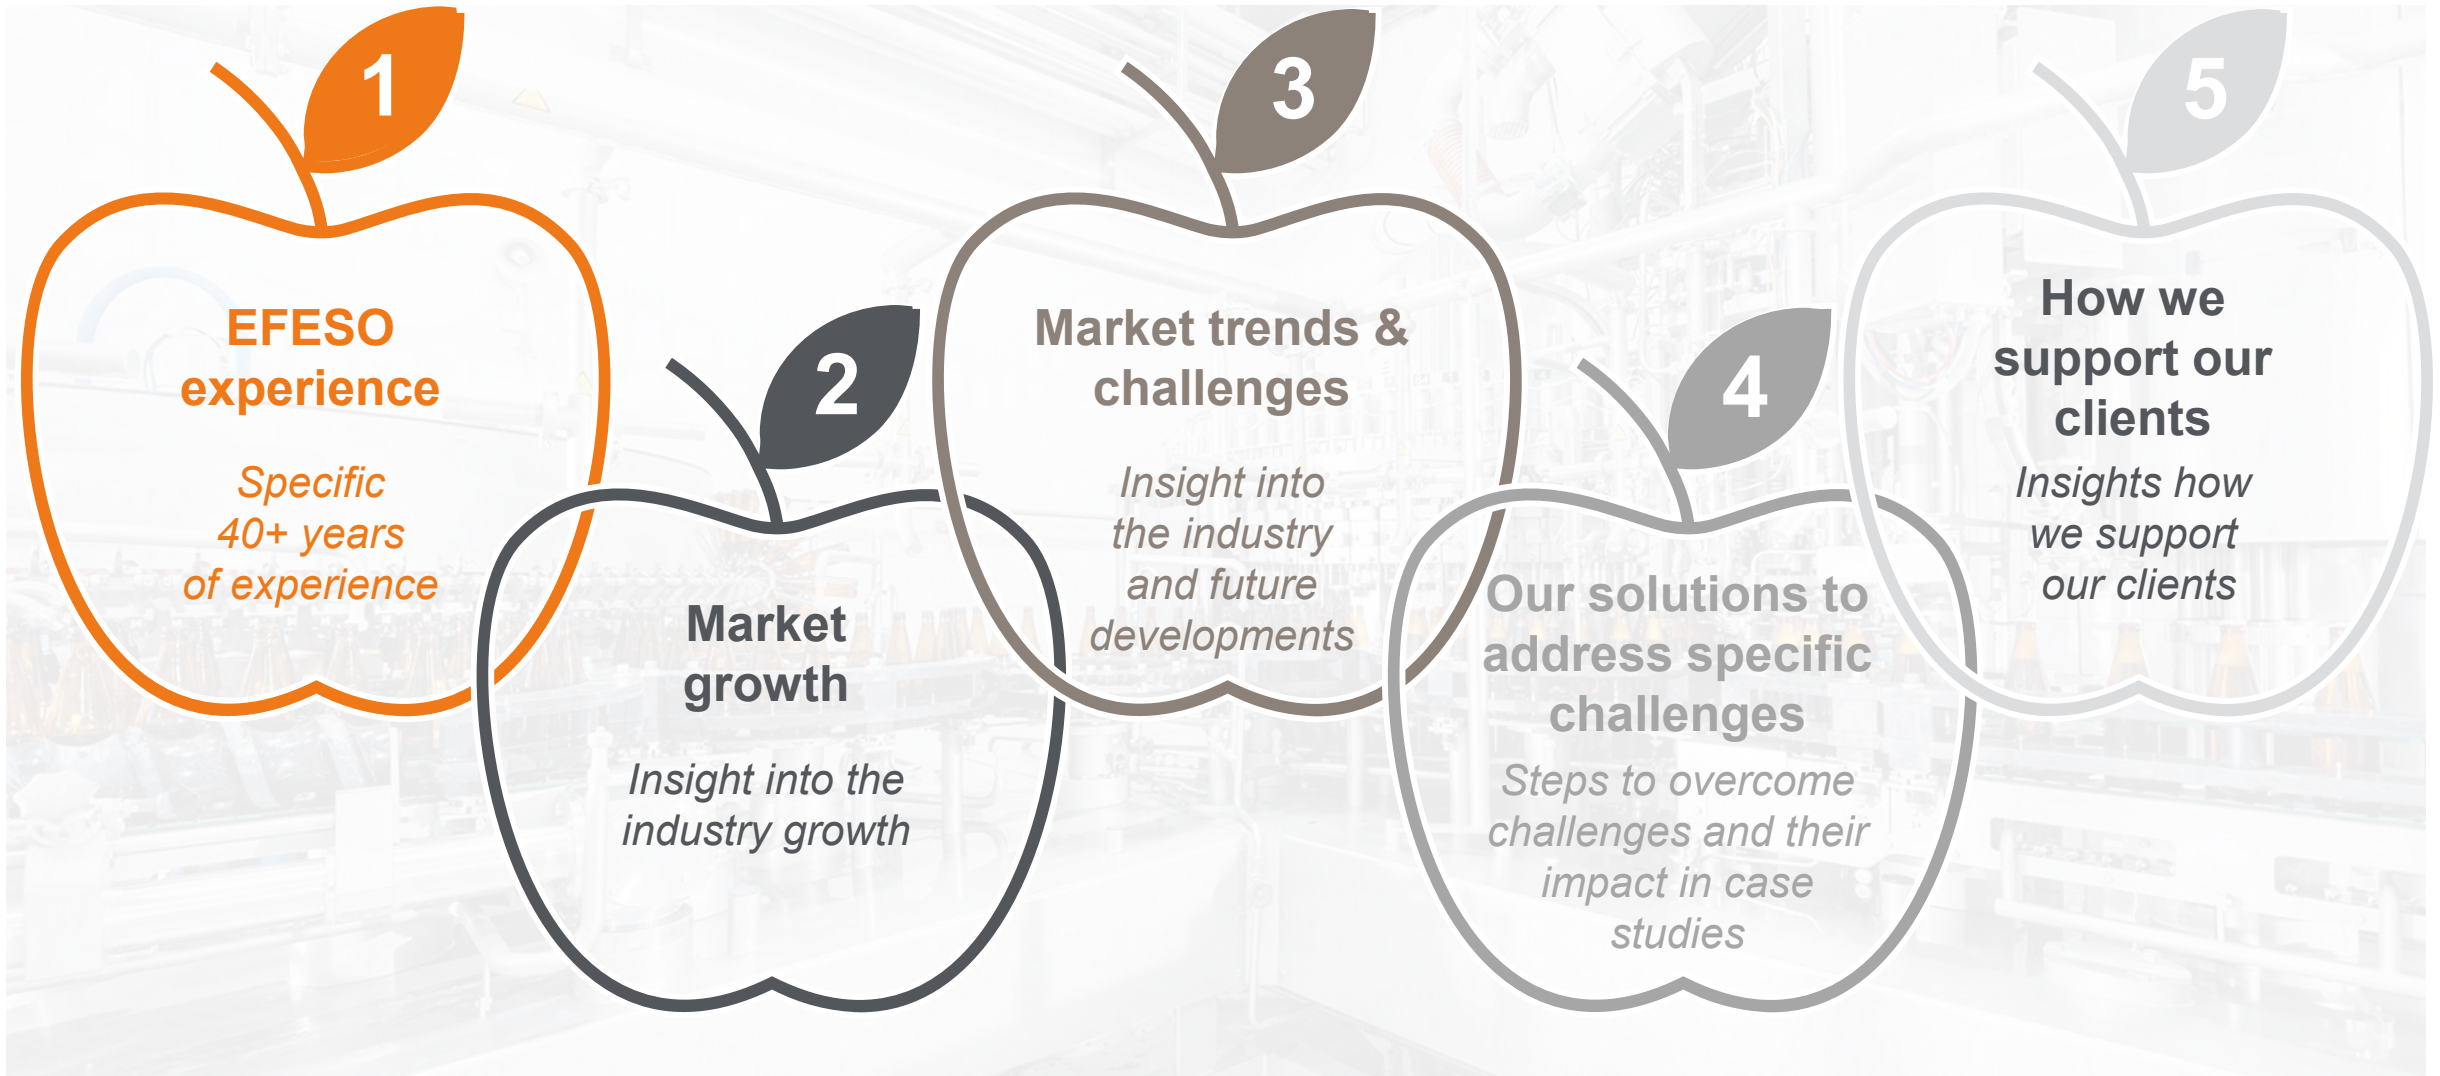 1
EFESO
experience
Specific
40+ years
of experience
2
Market
growth
Insight into the
industry growth
3
Market trends &
challenges
Insight into
the industry
and future
developments
4
Our solutions to
address specific
challenges
Steps to overcome
challenges and their
impact in case
studies
5
How we
support our
clients
Insights how
we support
our clients